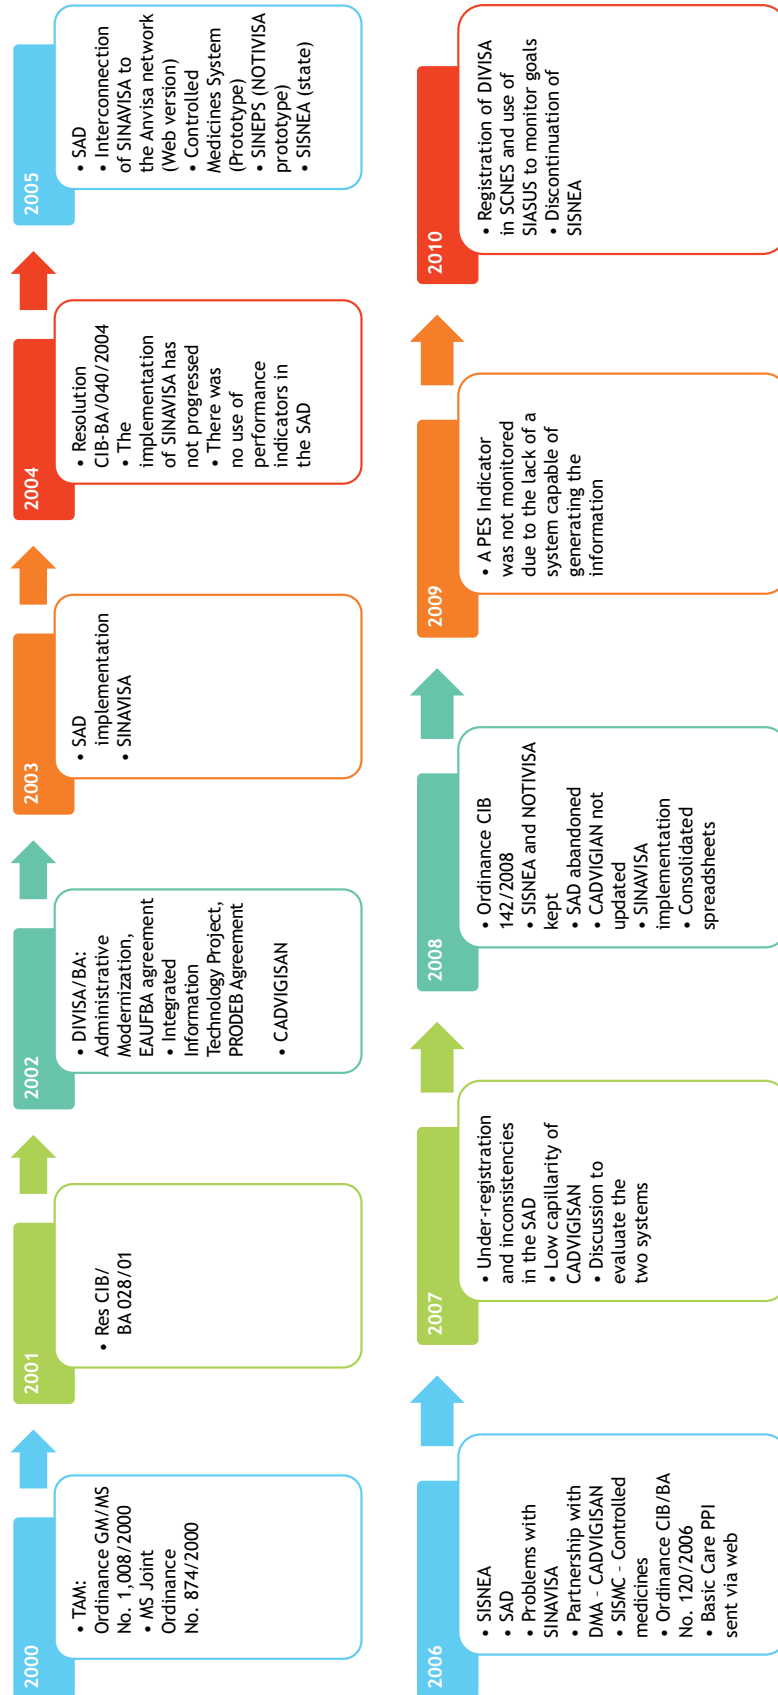 2000
• TAM:
Ordinance GM/MS
No. 1,008/2000
• MS Joint
Ordinance
No. 874/2000
2001
• Res CIB/
BA 028/01
2002
• DIVISA/BA:
Administrative
Modernization,
EAUFBA agreement
• Integrated
Information
Technology Project,
PRODEB Agreement
• CADVIGISAN
2003
• SAD
implementation
• SINAVISA
2004
• Resolution
CIB-BA/040/2004
• The
implementation
of SINAVISA has
not progressed
• There was
no use of
performance
indicators in
the SAD
2005
• SAD
• Interconnection
of SINAVISA to
the Anvisa network
(Web version)
• Controlled
Medicines System
(Prototype)
• SINEPS (NOTIVISA
prototype)
• SISNEA (state)
2006
• SISNEA
• SAD
• Problems with
SINAVISA
• Partnership with
DMA - CADVIGISAN
• SISMC - Controlled
medicines
• Ordinance CIB/BA
No. 120/2006
• Basic Care PPI
sent via web
2007
• Under-registration
and inconsistencies
in the SAD
• Low capillarity of
CADVIGISAN
• Discussion to
evaluate the
two systems
2008
• Ordinance CIB
142/2008
• SISNEA and NOTIVISA
kept
• SAD abandoned
• CADVIGIAN not
updated
• SINAVISA
implementation
• Consolidated
spreadsheets
2009
• A PES Indicator
was not monitored
due to the lack of a
system capable of
generating the
information
2010
• Registration of DIVISA
in SCNES and use of
SIASUS to monitor goals
• Discontinuation of
SISNEA